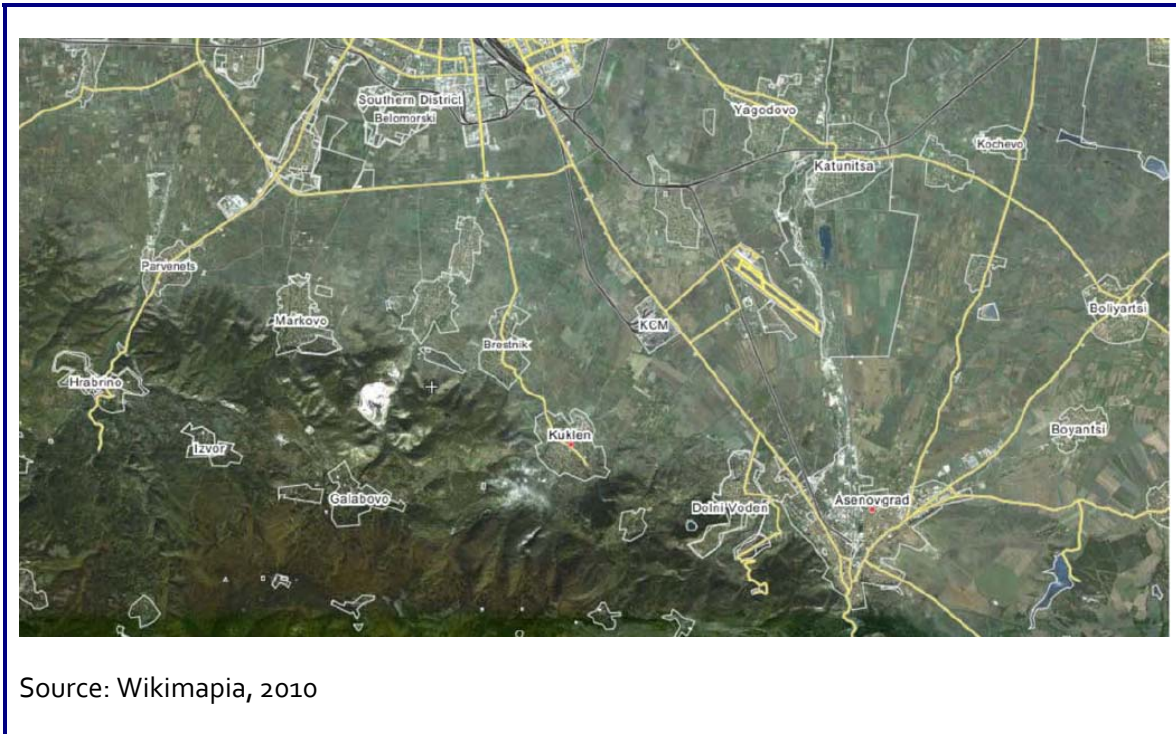 Southern District
Belomorski
Yagodovo
Kochevo
Katunitsa
Parvenets
Markovo
KCM
Boliyartsi
Brestnik
Hrabrino
Kuklen
Boyantsi
Izvor
Galabovo
Dolni Voden
Asenovgrad
Source: Wikimapia, 2010